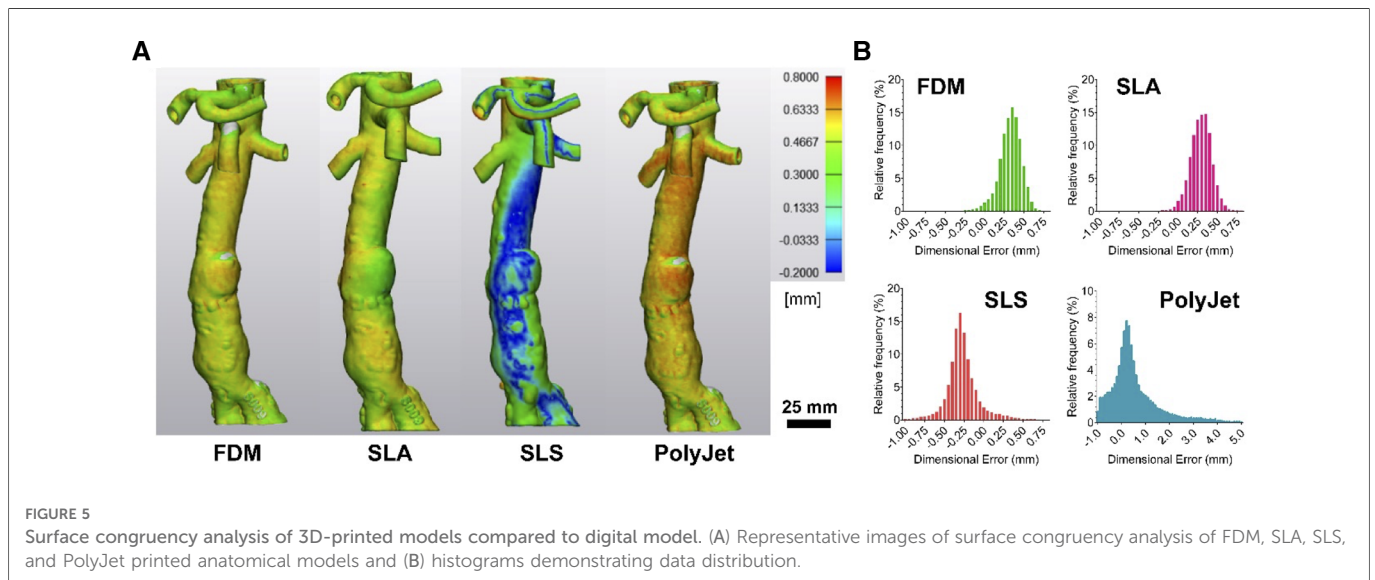 A
0.8000
0.6333
0.4667
0.3000
0.1333
-0.0333
-0.2000
[mm]
25 mm
6009
6009
FDM
SLA
SLS
PolyJet
B
FDM
Relative frequency (%)
20
15
10
5
0
-1.00 -0.75 -0.50 -0.25 0.00 0.25 0.50 0.75
Dimensional Error (mm)
SLA
Relative frequency (%)
20
15
10
5
0
-1.00 -0.75 -0.50 -0.25 0.00 0.25 0.50 0.75
Dimensional Error (mm)
SLS
Relative frequency (%)
20
15
10
5
0
-1.00 -0.75 -0.50 -0.25 0.00 0.25 0.50 0.75
Dimensional Error (mm)
PolyJet
Relative frequency (%)
10
8
6
4
2
0
-1.0 0.0 1.0 2.0 3.0 4.0 5.0
Dimensional Error (mm)
FIGURE 5
Surface congruency analysis of 3D-printed models compared to digital model. (A) Representative images of surface congruency analysis of FDM, SLA, SLS,
and PolyJet printed anatomical models and (B) histograms demonstrating data distribution.